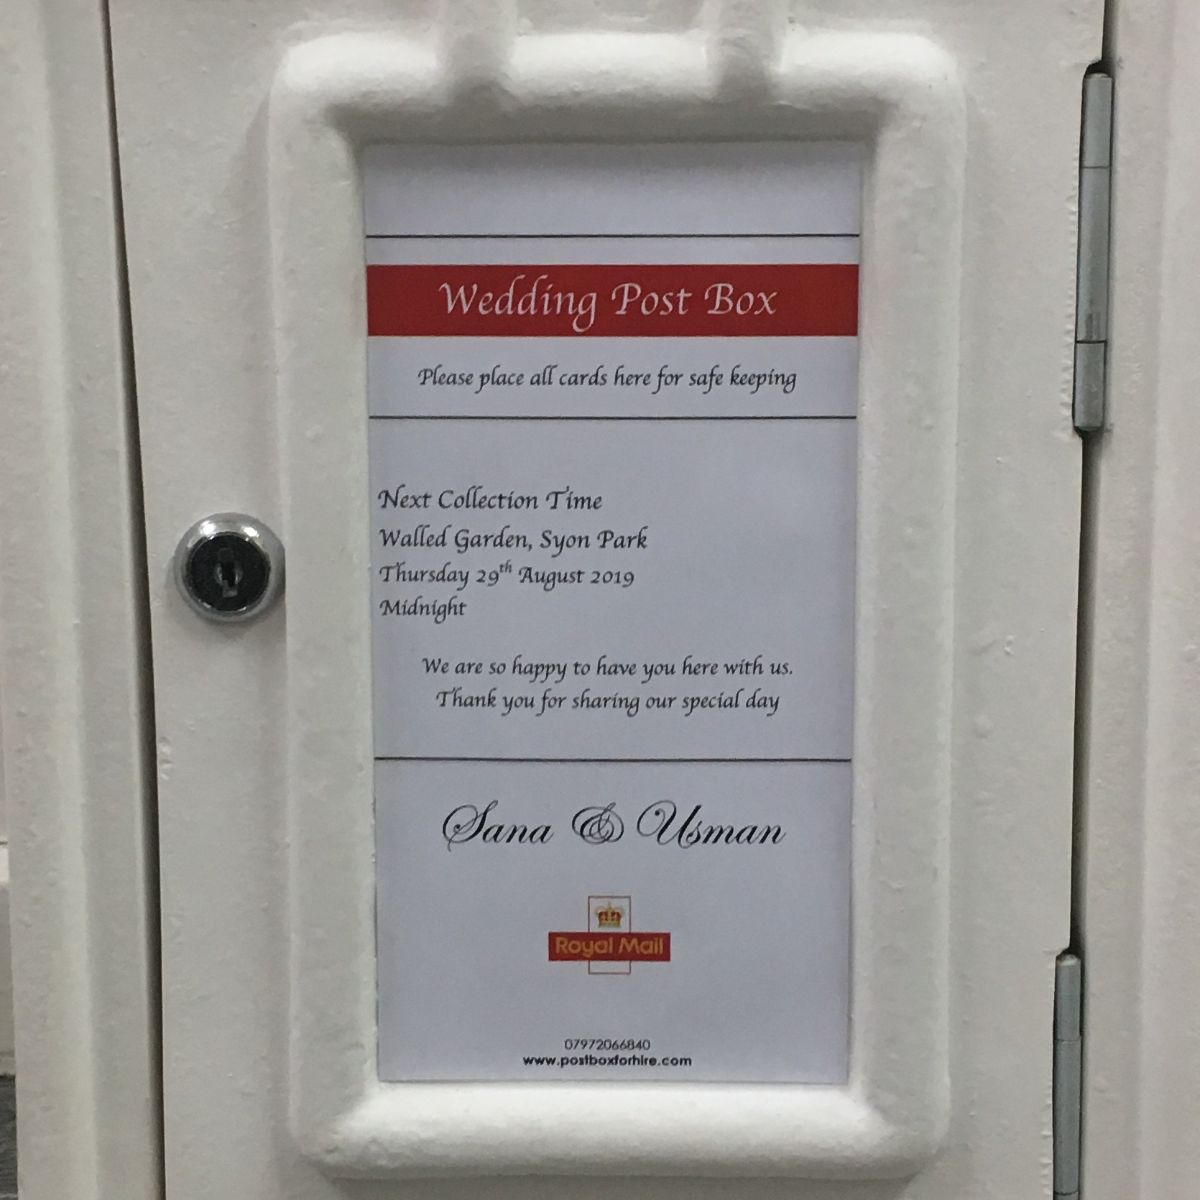 Wedding Post Box
Please place all cards here for safe keeping
Next Collection Time
Walled Garden, Syon Park
Thursday 29th August 2019
Midnight
We are so happy to have you here with us.
Thank you for sharing our special day
Sana & Usman
Royal Mail
07972066840
www.postboxforhire.com